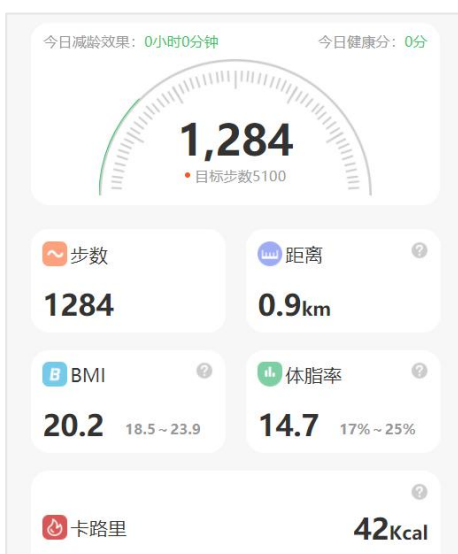 今日减龄效果：0小时0分钟 今日健康分：0分
1,284
目标步数5100
步数 距离
1284 0.9km
BMI 体脂率
20.2 18.5～23.9 14.7 17%～25%
卡路里 42Kcal